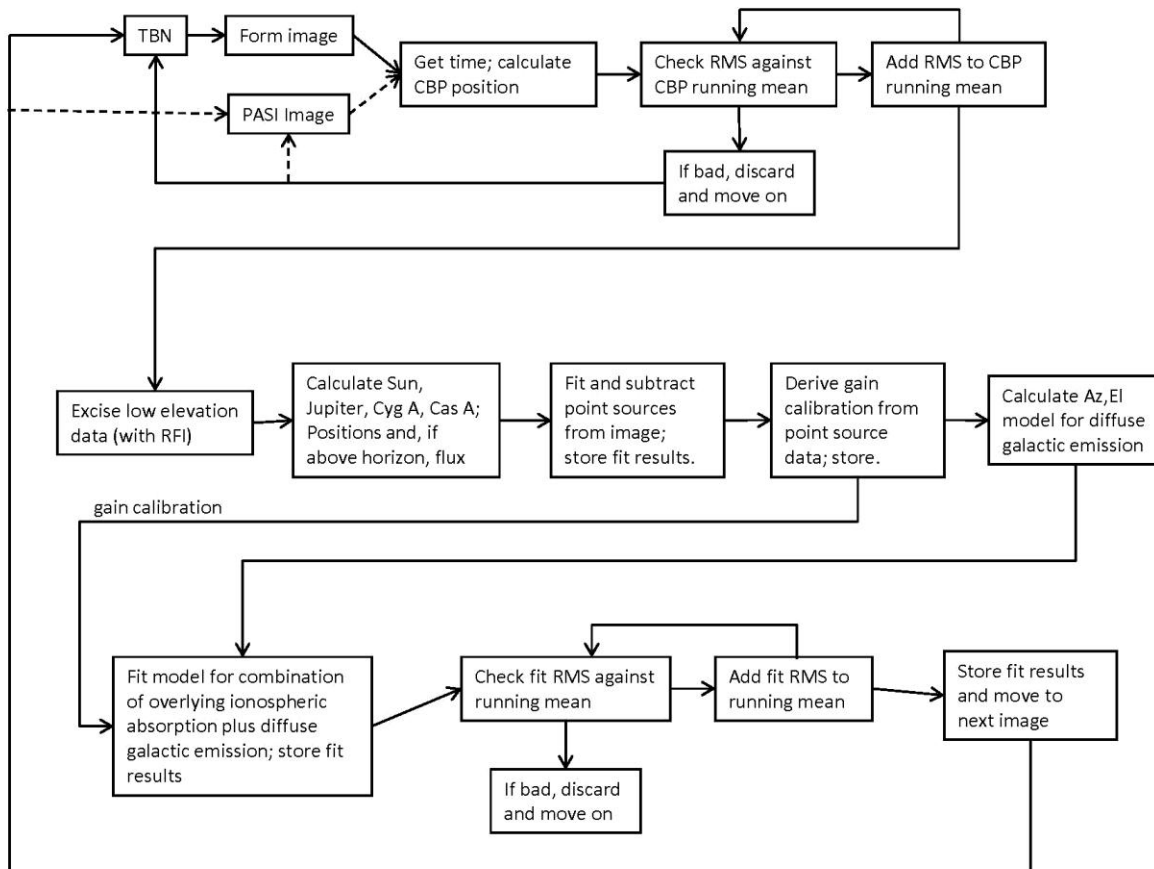 TBN
Form image
Get time; calculate
CBP position
Check RMS against
CBP running mean
Add RMS to CBP
running mean
PASI Image
If bad, discard
and move on
Excise low elevation
data (with RFI)
Calculate Sun,
Jupiter, Cyg A, Cas A;
Positions and, if
above horizon, flux
Fit and subtract
point sources
from image;
store fit results.
Derive gain
calibration from
point source
data; store.
Calculate Az,El
model for diffuse
galactic emission
gain calibration
Fit model for combination
of overlying ionospheric
absorption plus diffuse
galactic emission; store fit
results
Check fit RMS against
running mean
Add fit RMS to
running mean
Store fit results
and move to
next image
If bad, discard
and move on